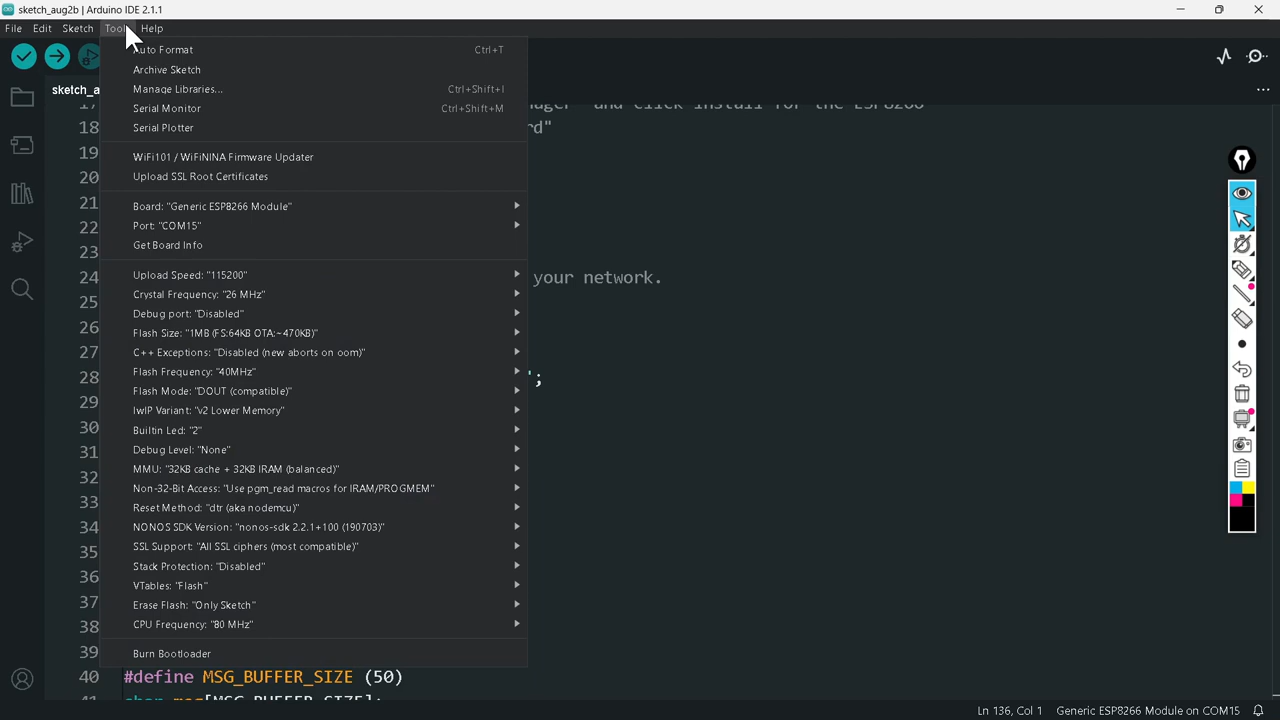 sketch_aug2b | Arduino IDE 2.1.1
File Edit Sketch Tools Help
Auto Format Ctrl+T
Archive Sketch
Manage Libraries... Ctrl+Shift+I
Serial Monitor Ctrl+Shift+M
Serial Plotter
WiFi101 / WiFiNINA Firmware Updater
Upload SSL Root Certificates
Board: "Generic ESP8266 Module"
Port: "COM15"
Get Board Info
Upload Speed: "115200"
Crystal Frequency: "26 MHz"
Debug port: "Disabled"
Flash Size: "1MB (FS:64KB OTA:~470KB)"
C++ Exceptions: "Disabled (new aborts on oom)"
Flash Frequency: "40MHz"
Flash Mode: "DOUT (compatible)"
lwIP Variant: "v2 Lower Memory"
Builtin Led: "2"
Debug Level: "None"
MMU: "32KB cache + 32KB IRAM (balanced)"
Non-32-Bit Access: "Use pgm_read macros for IRAM/PROGMEM"
Reset Method: "dtr (aka nodemcu)"
NONOS SDK Version: "nonos-sdk 2.2.1+100 (190703)"
SSL Support: "All SSL ciphers (most compatible)"
Stack Protection: "Disabled"
VTables: "Flash"
Erase Flash: "Only Sketch"
CPU Frequency: "80 MHz"
Burn Bootloader
sketch_a
17 ager" and click install for the ESP8266
18 rd"
19
20
21
22
23
24 your network.
25
26
27
28 ";
29
30
31
32
33
34
35
36
37
38
39
40 #define MSG_BUFFER_SIZE (50)
41 char msg[MSG_BUFFER_SIZE];
Ln 136, Col 1 Generic ESP8266 Module on COM15